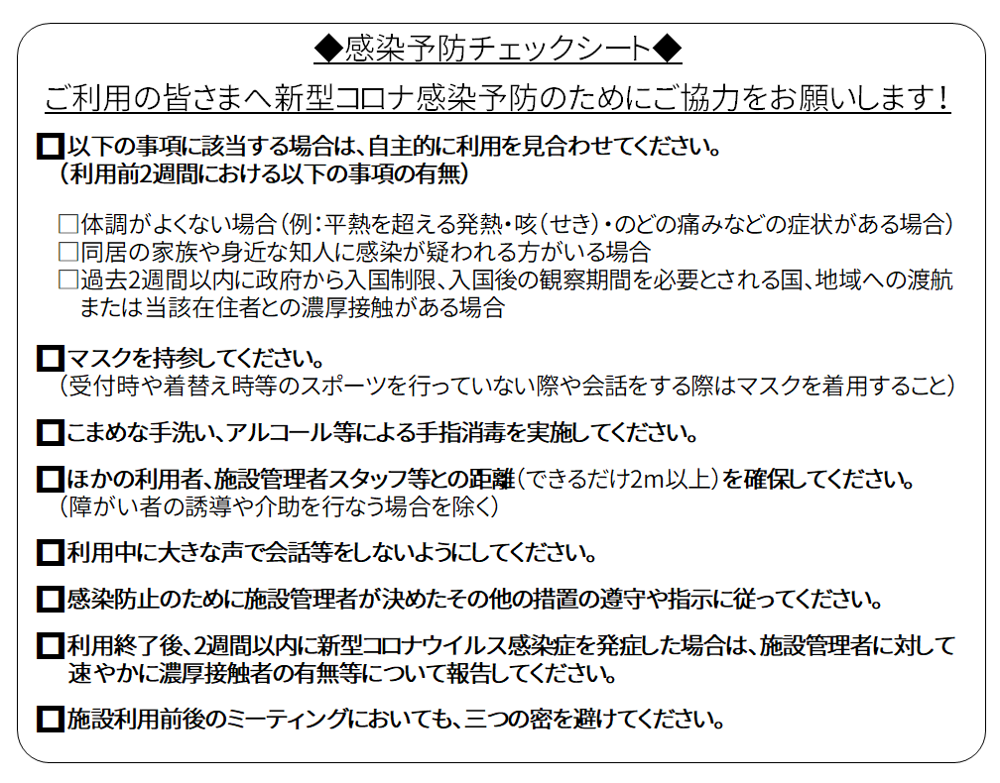 ◆感染予防チェックシート◆
ご利用の皆さまへ新型コロナ感染予防のためにご協力をお願いします！
□以下の事項に該当する場合は、自主的に利用を見合わせてください。
（利用前2週間における以下の事項の有無）
□体調がよくない場合（例：平熱を超える発熱・咳（せき）・のどの痛みなどの症状がある場合）
□同居の家族や身近な知人に感染が疑われる方がいる場合
□過去2週間以内に政府から入国制限、入国後の観察期間を必要とされる国、地域への渡航
または当該在住者との濃厚接触がある場合
□マスクを持参してください。
（受付時や着替え時等のスポーツを行っていない際や会話をする際はマスクを着用すること）
□こまめな手洗い、アルコール等による手指消毒を実施してください。
□ほかの利用者、施設管理者スタッフ等との距離（できるだけ2m以上）を確保してください。
（障がい者の誘導や介助を行なう場合を除く）
□利用中に大きな声で会話等をしないようにしてください。
□感染防止のために施設管理者が決めたその他の措置の遵守や指示に従ってください。
□利用終了後、2週間以内に新型コロナウイルス感染症を発症した場合は、施設管理者に対して
速やかに濃厚接触者の有無等について報告してください。
□施設利用前後のミーティングにおいても、三つの密を避けてください。